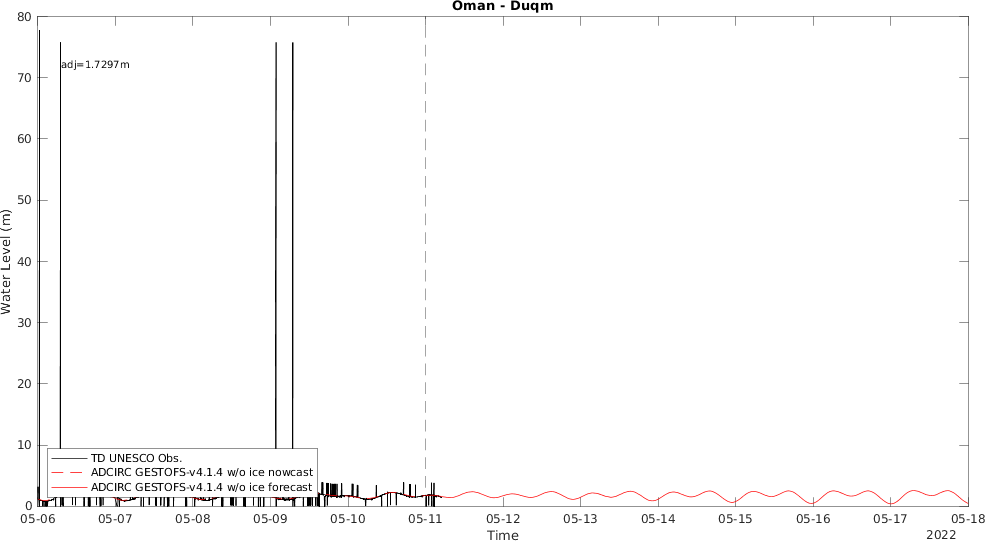 Oman - Duqm
80
70
60
50
40
30
20
10
0
Water Level (m)
adj=1.7297m
TD UNESCO Obs.
ADCIRC GESTOFS-v4.1.4 w/o ice nowcast
ADCIRC GESTOFS-v4.1.4 w/o ice forecast
05-06 05-07 05-08 05-09 05-10 05-11 05-12 05-13 05-14 05-15 05-16 05-17 05-18
Time
2022